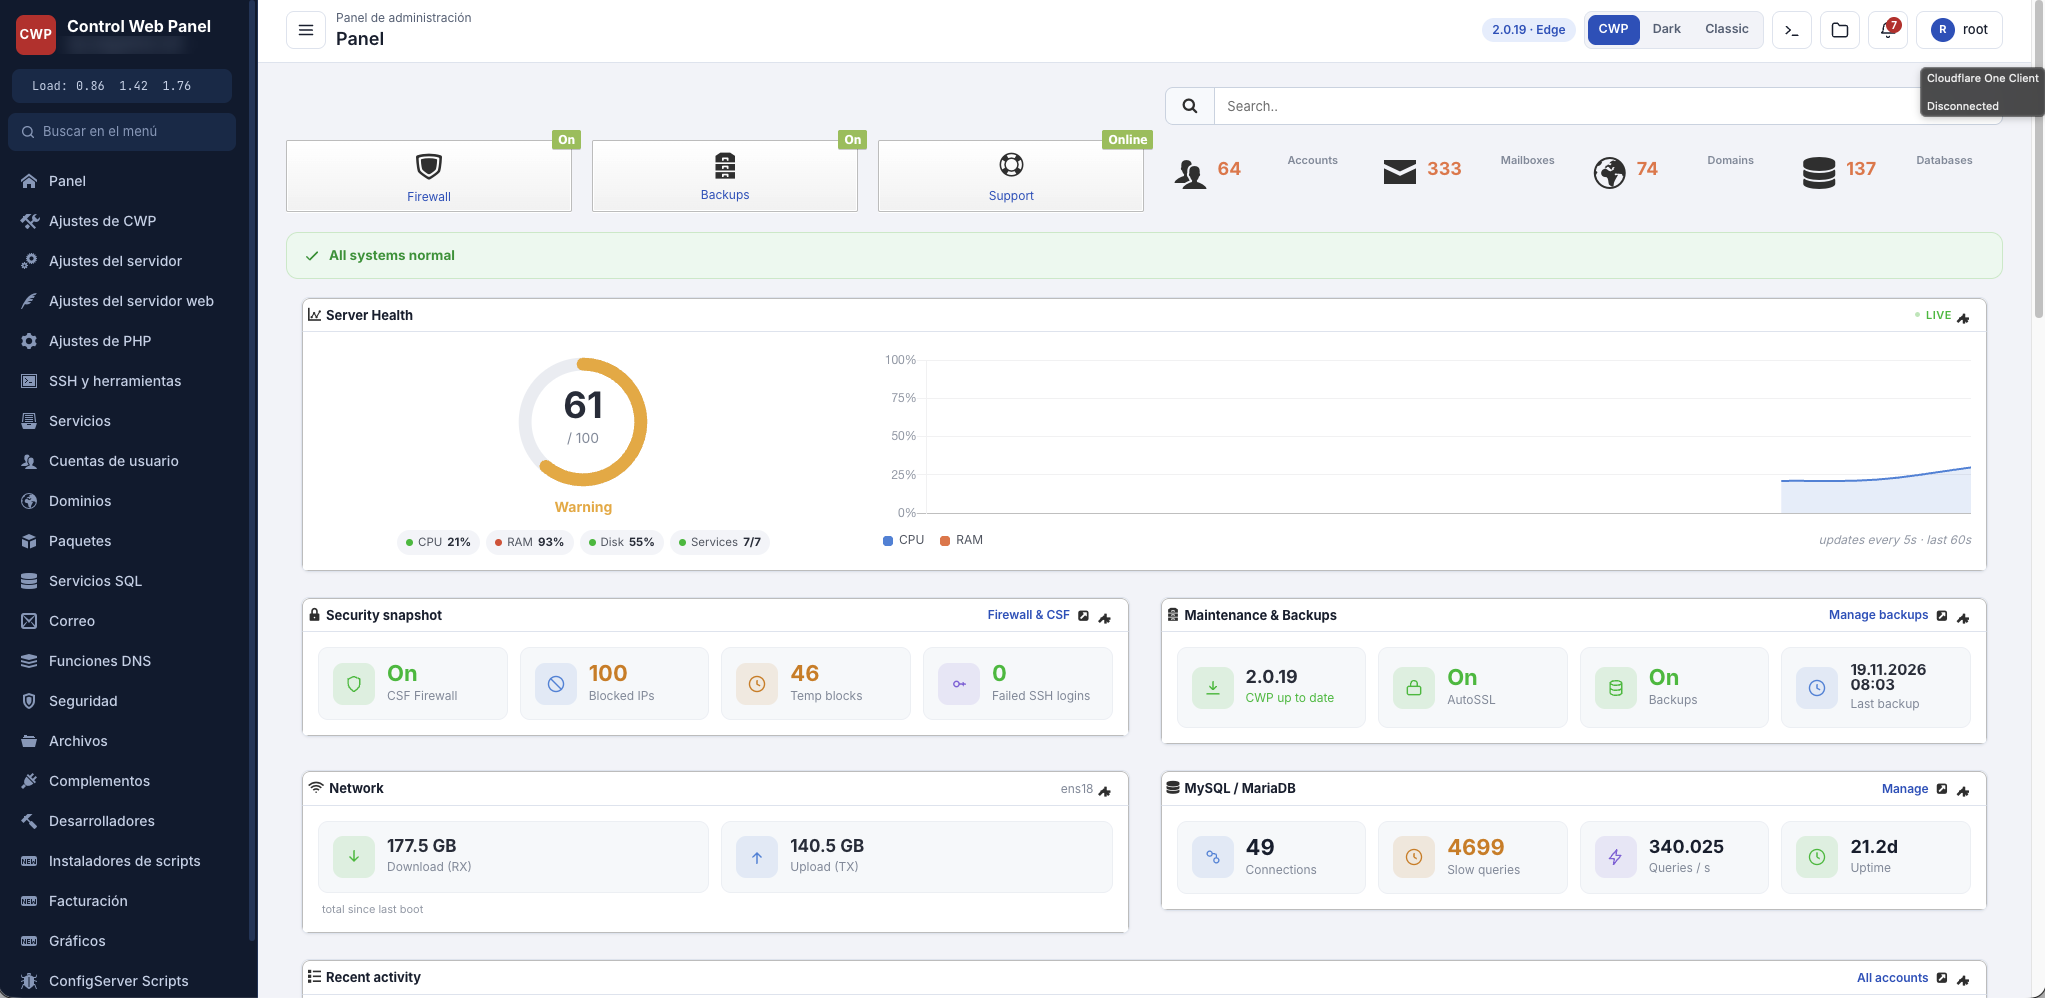 CWP
Control Web Panel
Load: 0.86 1.42 1.76
Buscar en el menú
Panel
Ajustes de CWP
Ajustes del servidor
Ajustes del servidor web
Ajustes de PHP
SSH y herramientas
Servicios
Cuentas de usuario
Dominios
Paquetes
Servicios SQL
Correo
Funciones DNS
Seguridad
Archivos
Complementos
Desarrolladores
NEW Instaladores de scripts
NEW Facturación
NEW Gráficos
ConfigServer Scripts
Panel de administración
Panel
2.0.19 · Edge
CWP Dark Classic
7
R root
Cloudflare One Client
Disconnected
Search..
On
Firewall
On
Backups
Online
Support
64 Accounts
333 Mailboxes
74 Domains
137 Databases
All systems normal
Server Health
LIVE
61
/ 100
Warning
CPU 21% RAM 93% Disk 55% Services 7/7
100%
75%
50%
25%
0%
CPU RAM
updates every 5s · last 60s
Security snapshot
Firewall & CSF
On
CSF Firewall
100
Blocked IPs
46
Temp blocks
0
Failed SSH logins
Maintenance & Backups
Manage backups
2.0.19
CWP up to date
On
AutoSSL
On
Backups
19.11.2026
08:03
Last backup
Network
ens18
177.5 GB
Download (RX)
140.5 GB
Upload (TX)
total since last boot
MySQL / MariaDB
Manage
49
Connections
4699
Slow queries
340.025
Queries / s
21.2d
Uptime
Recent activity
All accounts